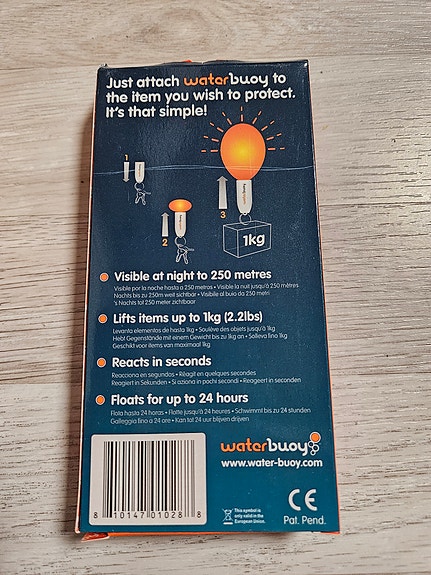 Just attach waterbuoy to
the item you wish to protect.
It's that simple!
1
2
3
waterbuoy
1kg
Visible at night to 250 metres
Visible por la noche hasta a 250 metros • Visible la nuit jusqu'à 250 mètres
Nachts bis zu 250m weit sichtbar • Visibile al buio da 250 metri
's Nachts tot 250 meter zichtbaar
Lifts items up to 1kg (2.2lbs)
Levanta elementos de hasta 1kg • Soulève des objets jusqu'à 1kg
Hebt Gegenstände mit einem Gewicht bis zu 1kg an • Solleva fino 1kg
Geschikt voor items van maximaal 1kg
Reacts in seconds
Reacciona en segundos • Réagit en quelques secondes
Reagiert in Sekunden • Si aziona in pochi secondi • Reageert in seconden
Floats for up to 24 hours
Flota hasta 24 horas • Flotte jusqu'à 24 heures • Schwimmt bis zu 24 stunden
Galleggia fino a 24 ore • Kan tot 24 uur blijven drijven
waterbuoy
www.water-buoy.com
8 10147 01028 8
This symbol is
only valid in the
European Union.
CE
Pat. Pend.